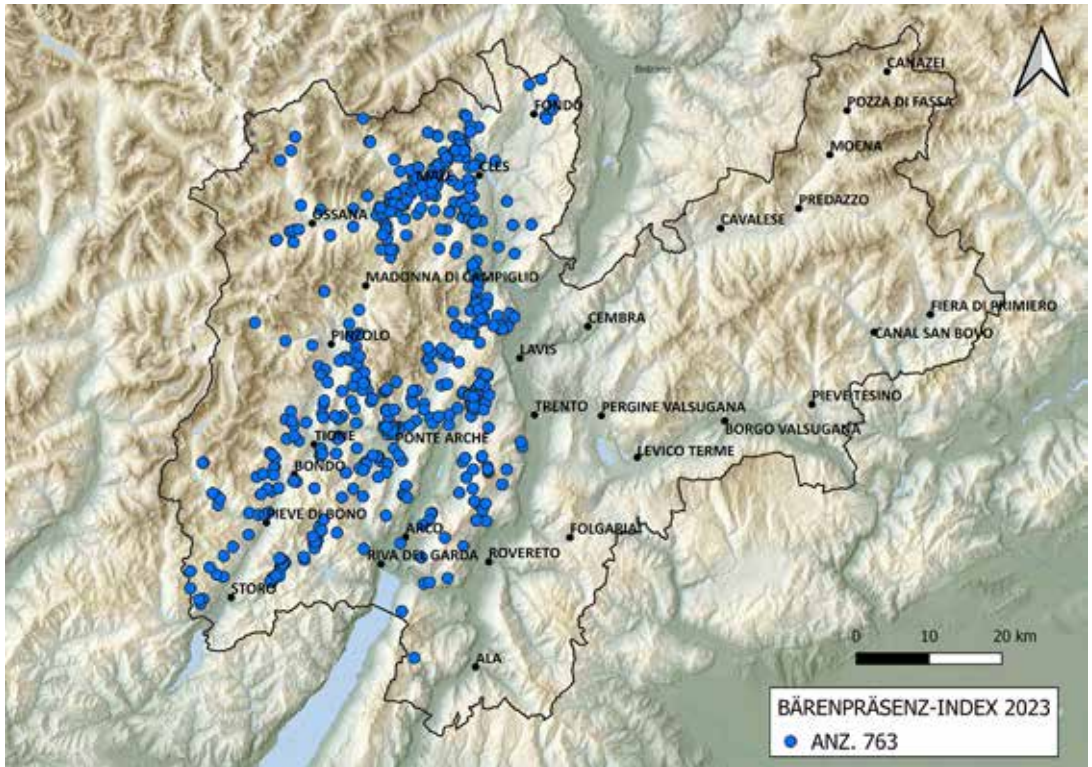 CANAZEI
POZZA DI FASSA
Bolzano
FONDO
MOENA
CLES
MALÈ
PREDAZZO
OSSANA
CAVALESE
MADONNA DI CAMPIGLIO
FIERA DI PRIMIERO
CEMBRA
CANAL SAN BOVO
PINZOLO
LAVIS
PIEVE TESINO
TRENTO
PERGINE VALSUGANA
BORGO VALSUGANA
TIONE
PONTE ARCHE
LEVICO TERME
BONDO
PIEVE DI BONO
ARCO
FOLGARIA
RIVA DEL GARDA
ROVERETO
STORO
0 10 20 km
ALA
BÄRENPRÄSENZ-INDEX 2023
ANZ. 763